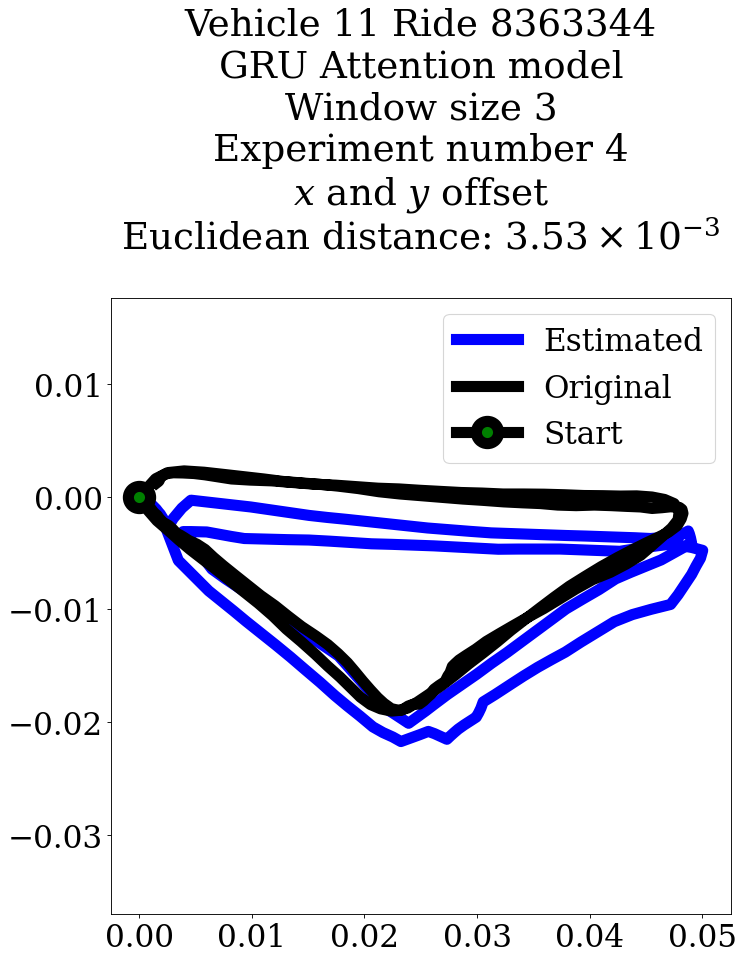 Vehicle 11 Ride 8363344
GRU Attention model
Window size 3
Experiment number 4
x and y offset
Euclidean distance: 3.53 × 10⁻³
Estimated
Original
Start
0.01
0.00
−0.01
−0.02
−0.03
0.00 0.01 0.02 0.03 0.04 0.05